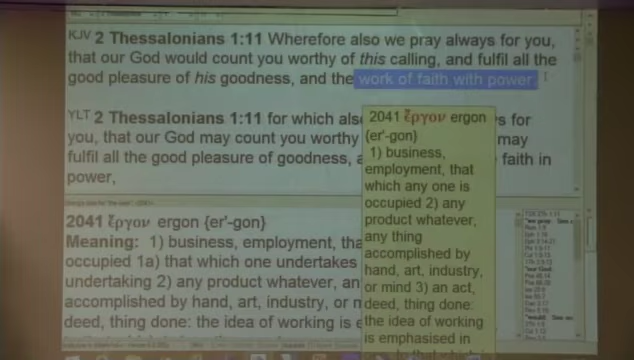 KJV 2 Thessalonians 1:11 Wherefore also we pray always for you,
that our God would count you worthy of this calling, and fulfil all the
good pleasure of his goodness, and the work of faith with power:
YLT 2 Thessalonians 1:11 for which also
you, that our God may count you worthy
fulfil all the good pleasure of goodness,
power,
s for
may
faith in
2041 ἔργον ergon
{er'-gon}
1) business,
employment, that
which any one is
occupied 2) any
product whatever,
any thing
accomplished by
hand, art, industry,
or mind 3) an act,
deed, thing done:
the idea of working
is emphasised in
2041 ἔργον ergon {er'-gon}
Meaning: 1) business, employment, tha
occupied 1a) that which one undertakes
undertaking 2) any product whatever, an
accomplished by hand, art, industry, or m
deed, thing done: the idea of working is e